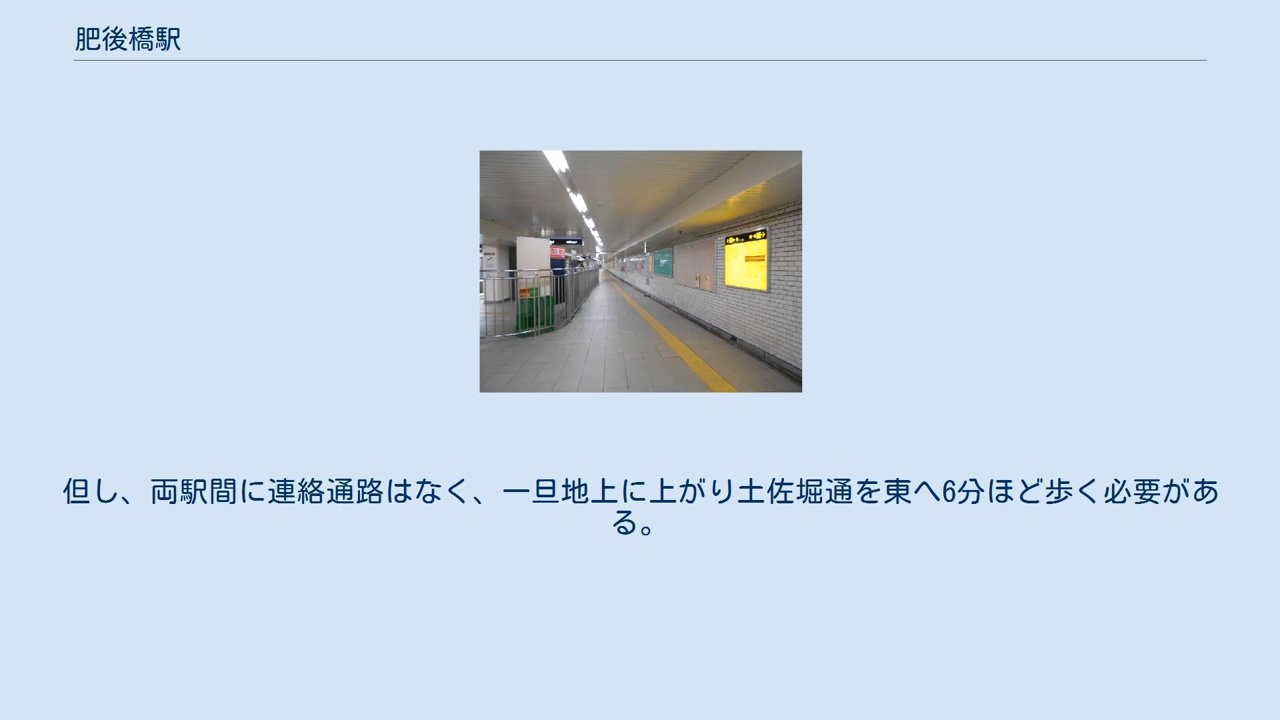 肥後橋駅
但し、両駅間に連絡通路はなく、一旦地上に上がり土佐堀通を東へ6分ほど歩く必要があ
る。